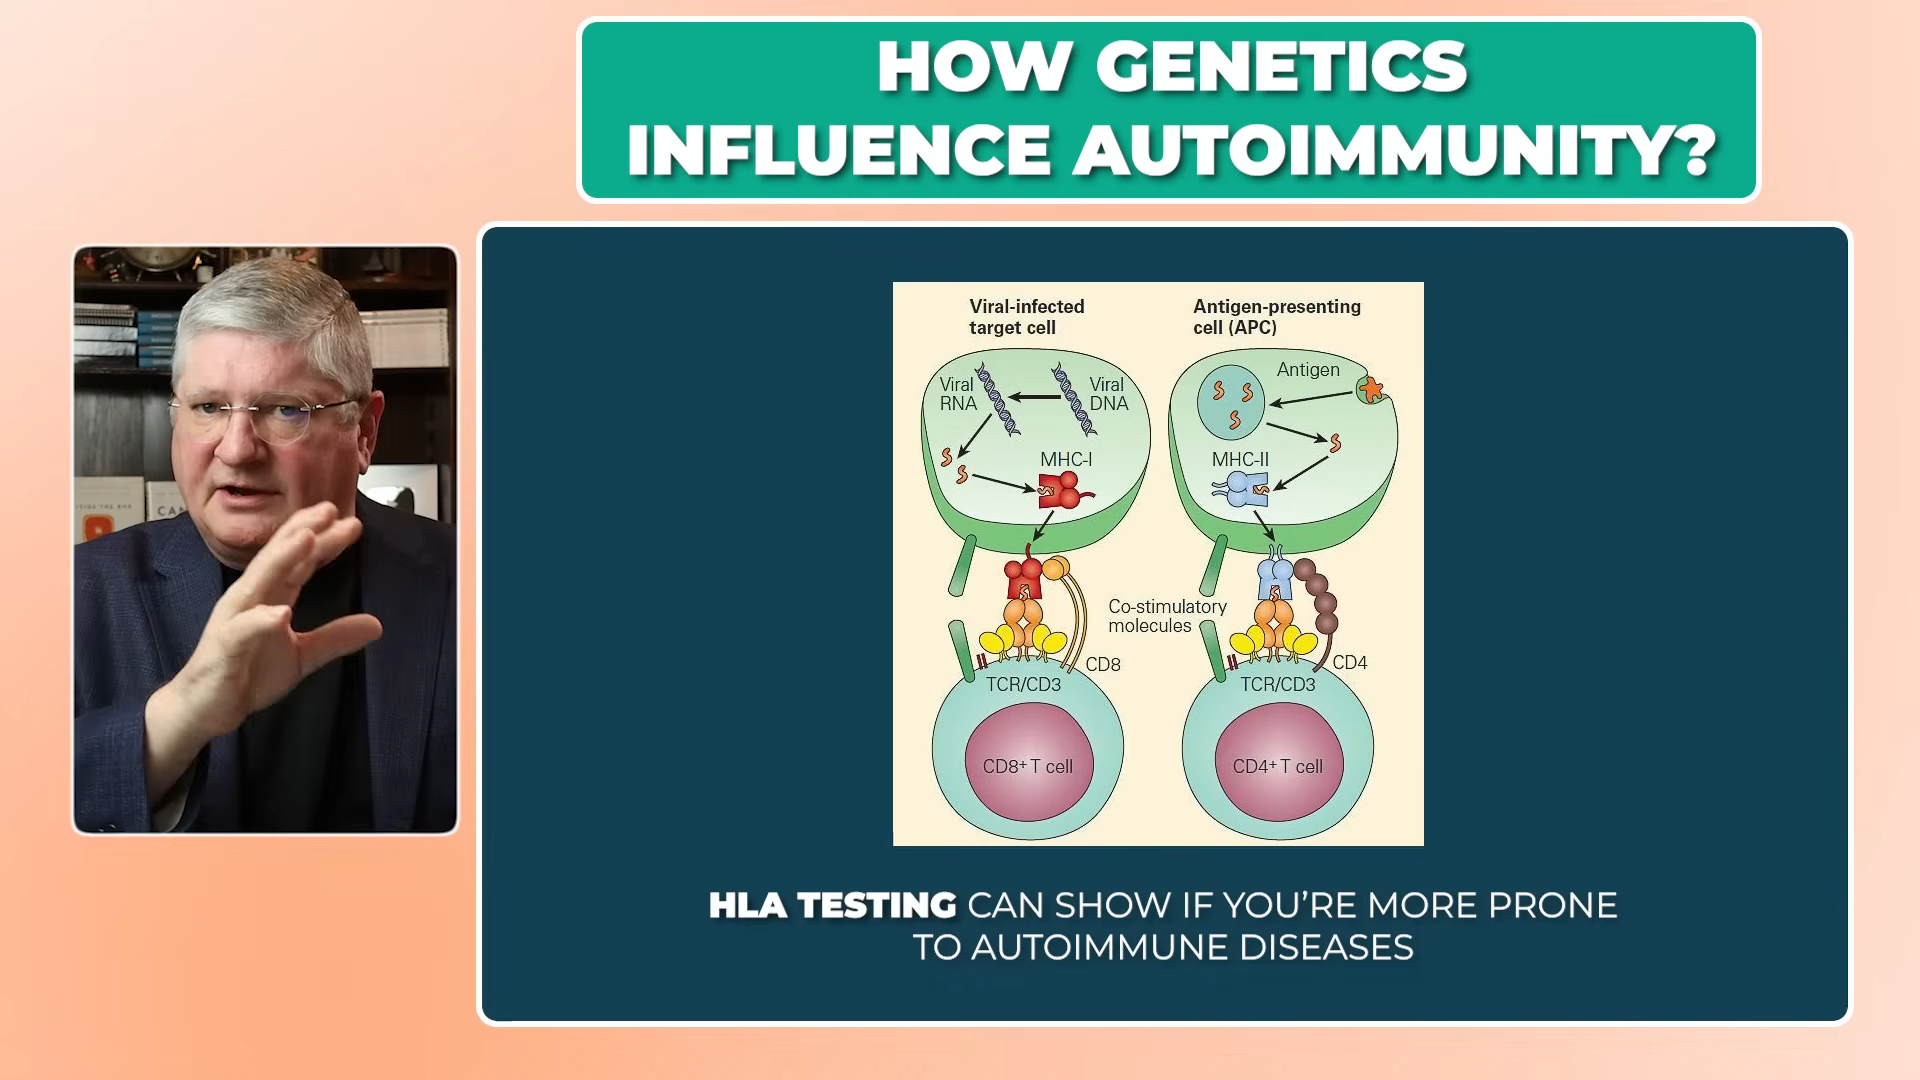 HOW GENETICS
INFLUENCE AUTOIMMUNITY?
CAN
Viral-infected
target cell
Viral
RNA
Viral
DNA
MHC-I
Antigen-presenting
cell (APC)
Antigen
MHC-II
Co-stimulatory
molecules
CD8
TCR/CD3
CD8+ T cell
CD4
TCR/CD3
CD4+ T cell
HLA TESTING CAN SHOW IF YOU'RE MORE PRONE
TO AUTOIMMUNE DISEASES